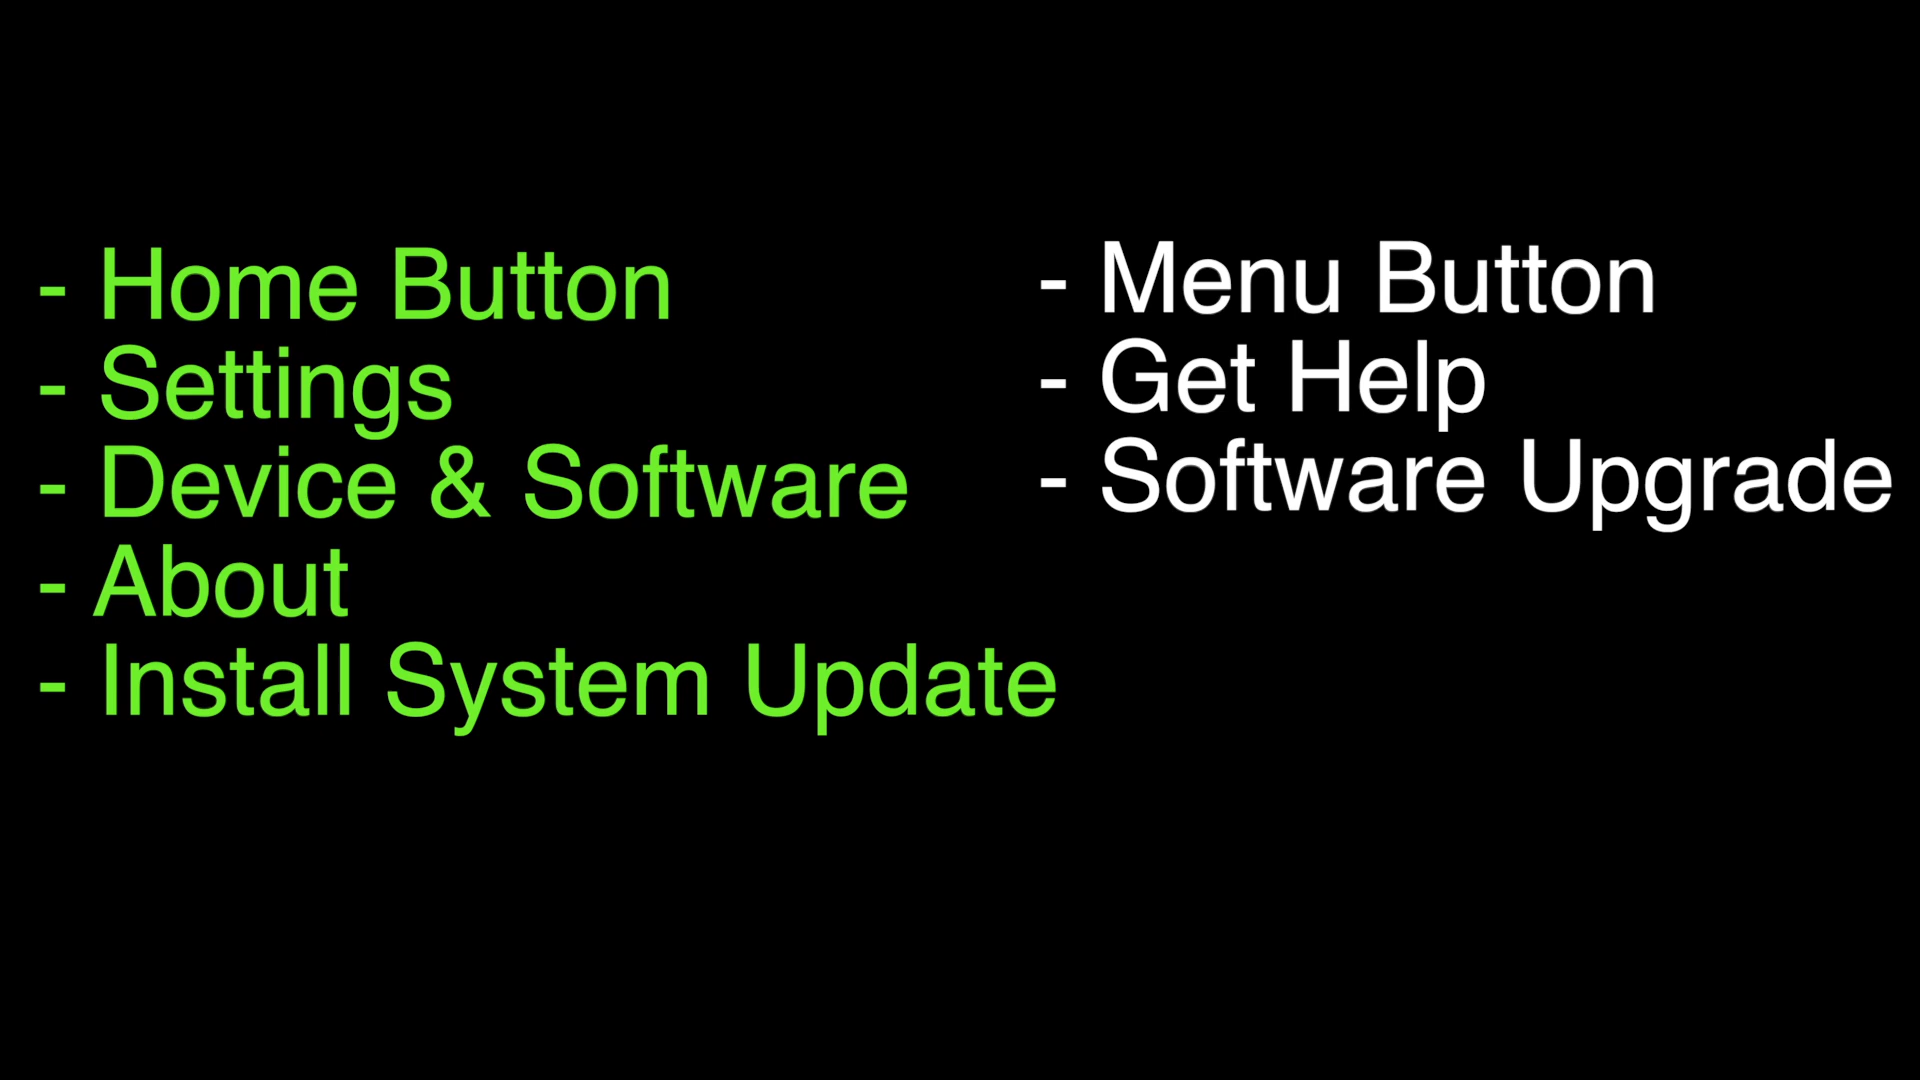 - Home Button
- Settings
- Device & Software
- About
- Install System Update
- Menu Button
- Get Help
- Software Upgrade